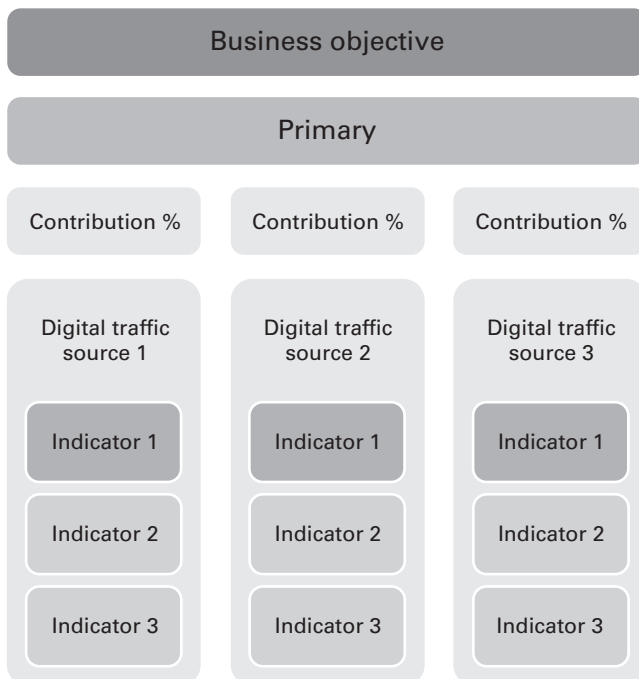 Business objective
Primary
Contribution %
Contribution %
Contribution %
Digital traffic
source 1
Indicator 1
Indicator 2
Indicator 3
Digital traffic
source 2
Indicator 1
Indicator 2
Indicator 3
Digital traffic
source 3
Indicator 1
Indicator 2
Indicator 3